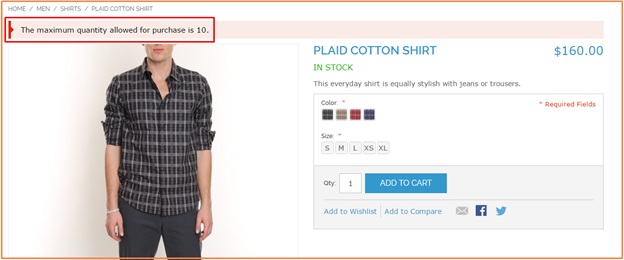 HOME / MEN / SHIRTS / PLAID COTTON SHIRT
The maximum quantity allowed for purchase is 10.
PLAID COTTON SHIRT $160.00
IN STOCK
This everyday shirt is equally stylish with jeans or trousers.
Color: * * Required Fields
Size: *
S M L XS XL
Qty: 1 ADD TO CART
Add to Wishlist Add to Compare